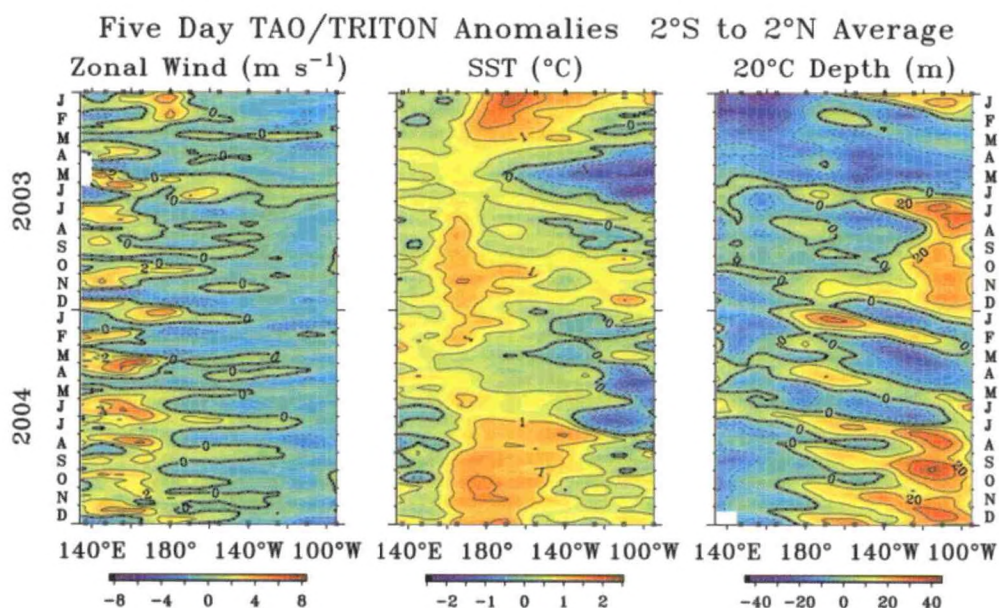 Five Day TAO/TRITON Anomalies 2°S to 2°N Average
Zonal Wind (m s⁻¹) SST (°C) 20°C Depth (m)
2003
J
F
M
A
M
J
J
A
S
O
N
D
2004
J
F
M
A
M
J
J
A
S
O
N
D
J
F
M
A
M
J
J
A
S
O
N
D
J
F
M
A
M
J
J
A
S
O
N
D
140°E 180° 140°W 100°W 140°E 180° 140°W 100°W 140°E 180° 140°W 100°W
-8 -4 0 4 8 -2 -1 0 1 2 -40 -20 0 20 40